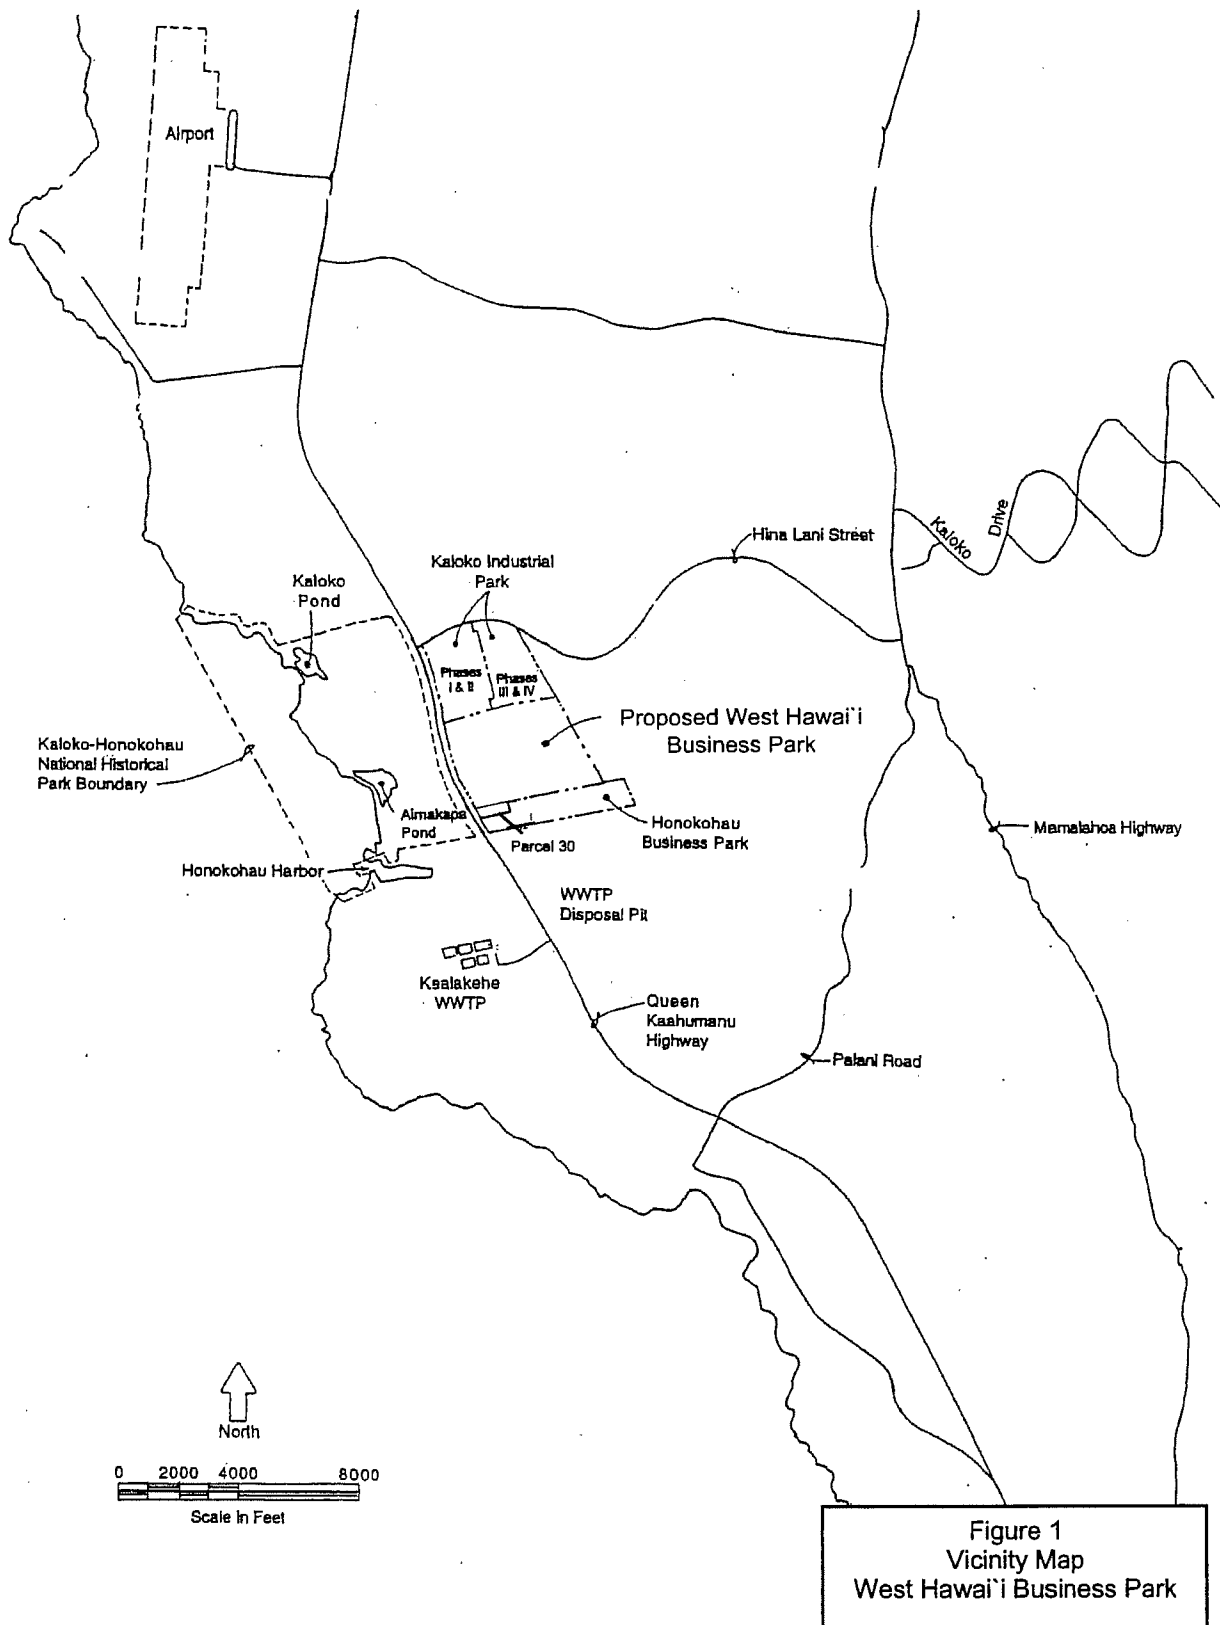 Airport
Kaloko
Drive
Hina Lani Street
Kaloko Industrial
Park
Kaloko
Pond
Phases
I & II
Phases
III & IV
Proposed West Hawai`i
Business Park
Kaloko-Honokohau
National Historical
Park Boundary
Aimakapa
Pond
Parcel 30
Honokohau
Business Park
Mamalahoa Highway
Honokohau Harbor
WWTP
Disposal Pit
Kealakehe
WWTP
Queen
Kaahumanu
Highway
Palani Road
North
0 2000 4000 8000
Scale In Feet
Figure 1
Vicinity Map
West Hawai`i Business Park